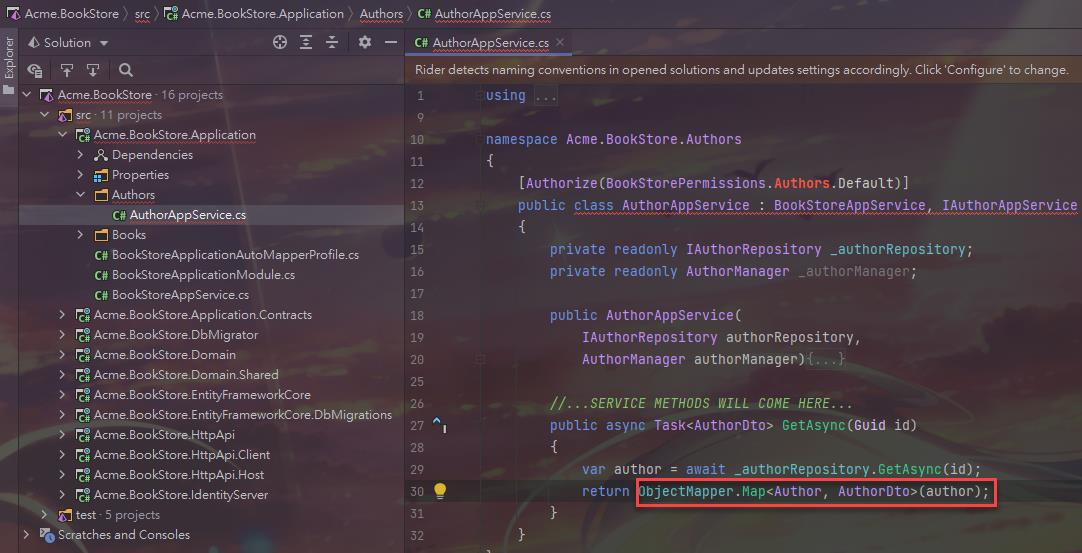 Acme.BookStore src Acme.BookStore.Application Authors C# AuthorAppService.cs
Explorer
Solution
Acme.BookStore · 16 projects
src · 11 projects
Acme.BookStore.Application
Dependencies
Properties
Authors
C# AuthorAppService.cs
Books
C# BookStoreApplicationAutoMapperProfile.cs
C# BookStoreApplicationModule.cs
C# BookStoreAppService.cs
Acme.BookStore.Application.Contracts
Acme.BookStore.DbMigrator
Acme.BookStore.Domain
Acme.BookStore.Domain.Shared
Acme.BookStore.EntityFrameworkCore
Acme.BookStore.EntityFrameworkCore.DbMigrations
Acme.BookStore.HttpApi
Acme.BookStore.HttpApi.Client
Acme.BookStore.HttpApi.Host
Acme.BookStore.IdentityServer
test · 5 projects
Scratches and Consoles
C# AuthorAppService.cs ×
Rider detects naming conventions in opened solutions and updates settings accordingly. Click 'Configure' to change.
1 using ...
9
10 namespace Acme.BookStore.Authors
11 {
12 [Authorize(BookStorePermissions.Authors.Default)]
13 public class AuthorAppService : BookStoreAppService, IAuthorAppService
14 {
15 private readonly IAuthorRepository _authorRepository;
16 private readonly AuthorManager _authorManager;
17
18 public AuthorAppService(
19 IAuthorRepository authorRepository,
20 AuthorManager authorManager){...}
25
26 //...SERVICE METHODS WILL COME HERE...
27 public async Task<AuthorDto> GetAsync(Guid id)
28 {
29 var author = await _authorRepository.GetAsync(id);
30 return ObjectMapper.Map<Author, AuthorDto>(author);
31 }
32 }